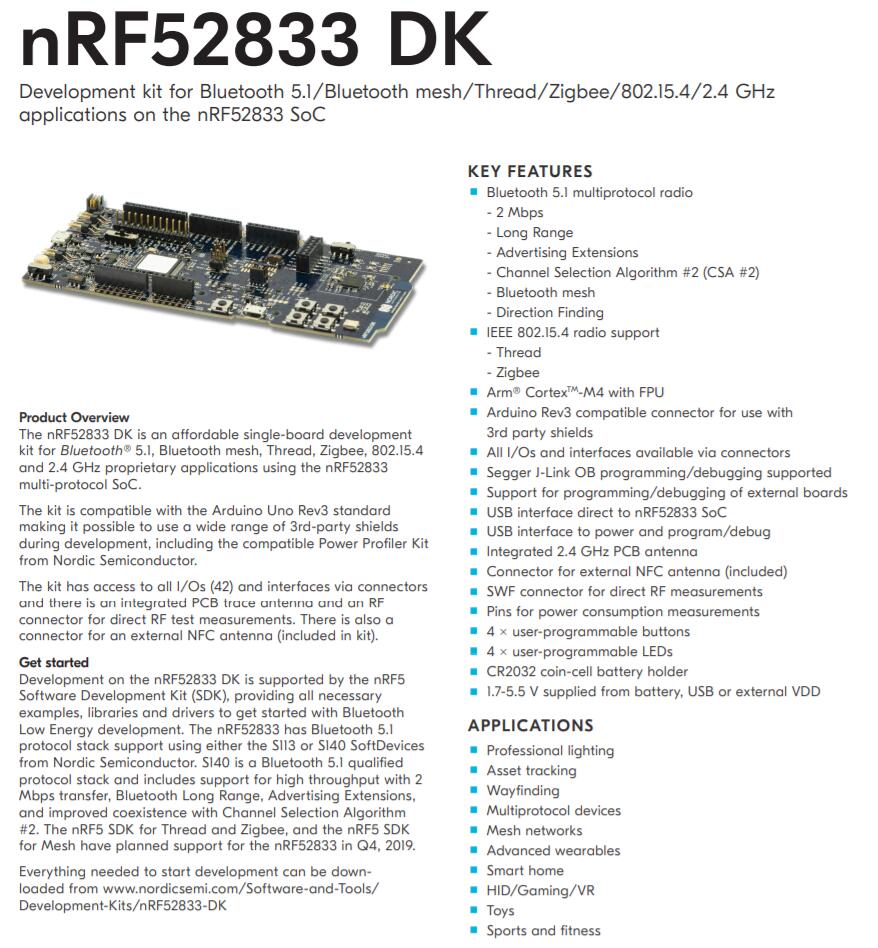 nRF52833 DK
Development kit for Bluetooth 5.1/Bluetooth mesh/Thread/Zigbee/802.15.4/2.4 GHz
applications on the nRF52833 SoC
Product Overview
The nRF52833 DK is an affordable single-board development
kit for Bluetooth® 5.1, Bluetooth mesh, Thread, Zigbee, 802.15.4
and 2.4 GHz proprietary applications using the nRF52833
multi-protocol SoC.
The kit is compatible with the Arduino Uno Rev3 standard
making it possible to use a wide range of 3rd-party shields
during development, including the compatible Power Profiler Kit
from Nordic Semiconductor.
The kit has access to all I/Os (42) and interfaces via connectors
and there is an integrated PCB trace antenna and an RF
connector for direct RF test measurements. There is also a
connector for an external NFC antenna (included in kit).
Get started
Development on the nRF52833 DK is supported by the nRF5
Software Development Kit (SDK), providing all necessary
examples, libraries and drivers to get started with Bluetooth
Low Energy development. The nRF52833 has Bluetooth 5.1
protocol stack support using either the S113 or S140 SoftDevices
from Nordic Semiconductor. S140 is a Bluetooth 5.1 qualified
protocol stack and includes support for high throughput with 2
Mbps transfer, Bluetooth Long Range, Advertising Extensions,
and improved coexistence with Channel Selection Algorithm
#2. The nRF5 SDK for Thread and Zigbee, and the nRF5 SDK
for Mesh have planned support for the nRF52833 in Q4, 2019.
Everything needed to start development can be down-
loaded from www.nordicsemi.com/Software-and-Tools/
Development-Kits/nRF52833-DK
KEY FEATURES
Bluetooth 5.1 multiprotocol radio
- 2 Mbps
- Long Range
- Advertising Extensions
- Channel Selection Algorithm #2 (CSA #2)
- Bluetooth mesh
- Direction Finding
IEEE 802.15.4 radio support
- Thread
- Zigbee
Arm® Cortex™-M4 with FPU
Arduino Rev3 compatible connector for use with
3rd party shields
All I/Os and interfaces available via connectors
Segger J-Link OB programming/debugging supported
Support for programming/debugging of external boards
USB interface direct to nRF52833 SoC
USB interface to power and program/debug
Integrated 2.4 GHz PCB antenna
Connector for external NFC antenna (included)
SWF connector for direct RF measurements
Pins for power consumption measurements
4 × user-programmable buttons
4 × user-programmable LEDs
CR2032 coin-cell battery holder
1.7-5.5 V supplied from battery, USB or external VDD
APPLICATIONS
Professional lighting
Asset tracking
Wayfinding
Multiprotocol devices
Mesh networks
Advanced wearables
Smart home
HID/Gaming/VR
Toys
Sports and fitness